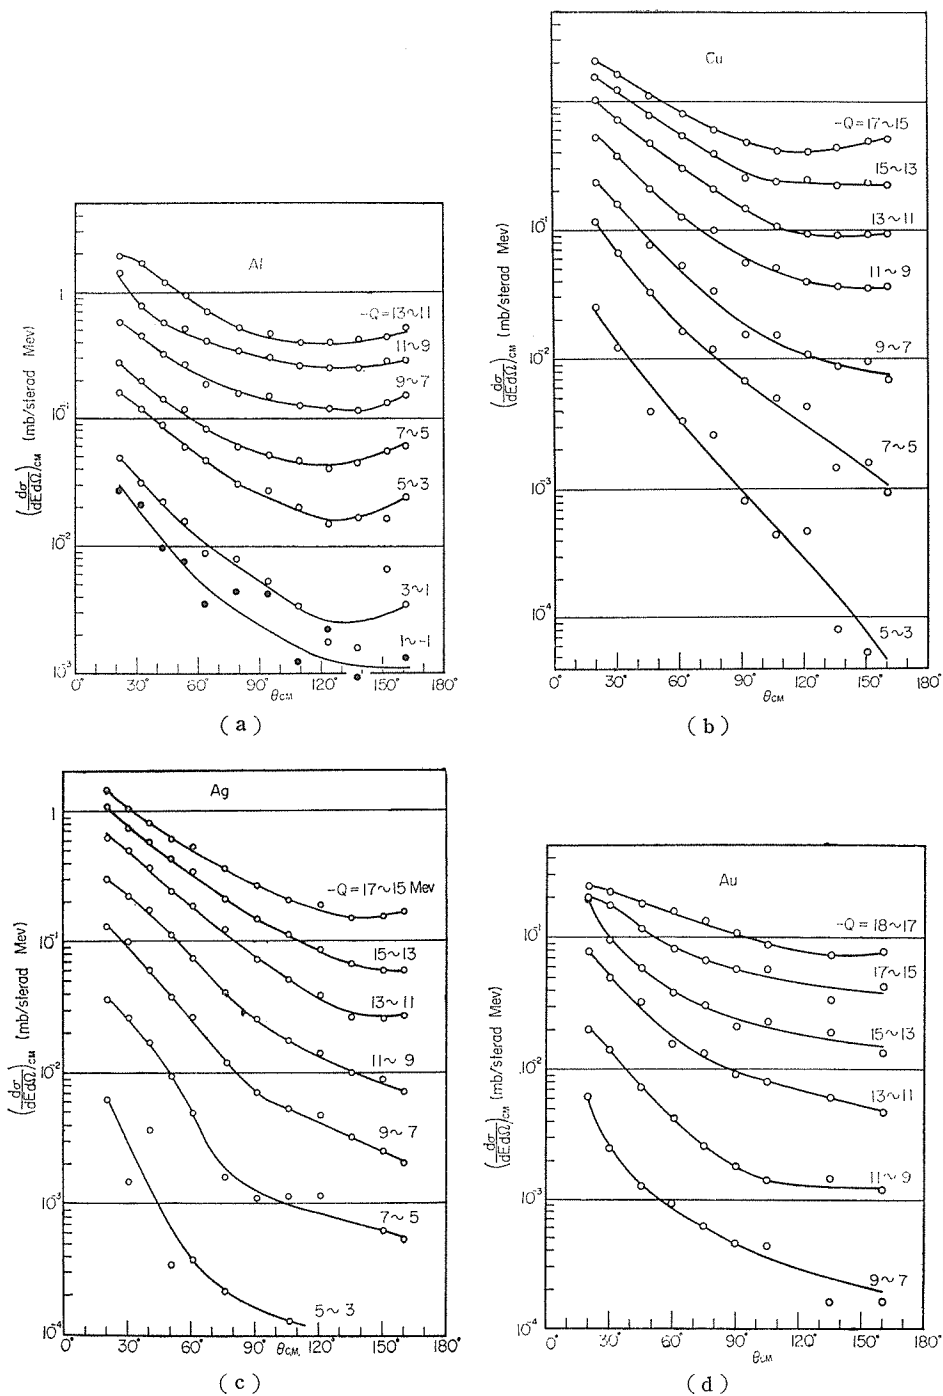 Al
(dσ/dEdΩ)CM (mb/sterad Mev)
1
10⁻¹
10⁻²
10⁻³
-Q=13~11
11~9
9~7
7~5
5~3
3~1
1~-1
0° 30° 60° 90° 120° 150° 180°
θCM
(a)
Cu
(dσ/dEdΩ)CM (mb/sterad Mev)
10⁻¹
10⁻²
10⁻³
10⁻⁴
-Q=17~15
15~13
13~11
11~9
9~7
7~5
5~3
0° 30° 60° 90° 120° 150° 180°
θCM
(b)
Ag
(dσ/dEdΩ)CM (mb/sterad Mev)
1
10⁻¹
10⁻²
10⁻³
10⁻⁴
-Q=17~15 Mev
15~13
13~11
11~9
9~7
7~5
5~3
0° 30° 60° 90° 120° 150° 180°
θCM
(c)
Au
(dσ/dEdΩ)CM (mb/sterad Mev)
10⁻¹
10⁻²
10⁻³
10⁻⁴
-Q=18~17
17~15
15~13
13~11
11~9
9~7
0° 30° 60° 90° 120° 150° 180°
θCM
(d)